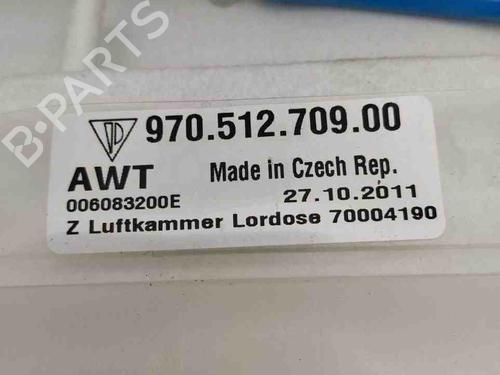 B-PARTS
970.512.709.00
AWT Made in Czech Rep.
006083200E 27.10.2011
Z Luftkammer Lordose 70004190